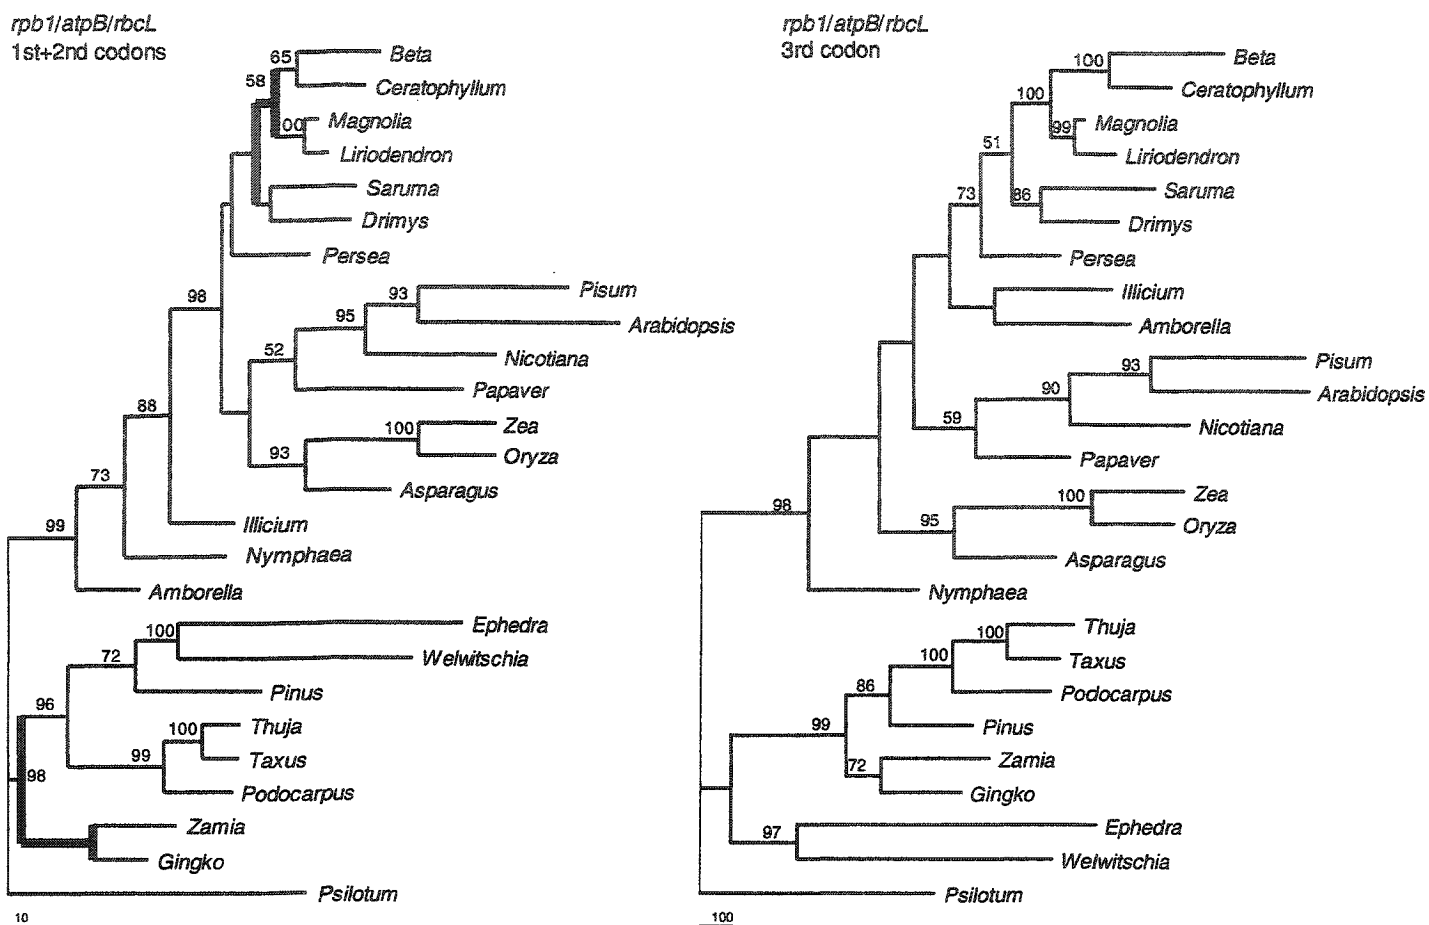 rpb1/atpB/rbcL
1st+2nd codons
65
Beta
58
Ceratophyllum
00
Magnolia
Liriodendron
Saruma
Drimys
Persea
98
93
Pisum
95
Arabidopsis
52
Nicotiana
Papaver
88
100
Zea
93
Oryza
73
Asparagus
99
Illicium
Nymphaea
Amborella
100
Ephedra
72
Welwitschia
Pinus
96
100
Thuja
99
Taxus
98
Podocarpus
Zamia
Gingko
Psilotum
10
rpb1/atpB/rbcL
3rd codon
100
Beta
100
Ceratophyllum
99
Magnolia
51
Liriodendron
73
86
Saruma
Drimys
Persea
Illicium
Amborella
93
Pisum
90
Arabidopsis
59
Nicotiana
Papaver
98
100
Zea
95
Oryza
Asparagus
Nymphaea
100
Thuja
100
Taxus
86
Podocarpus
99
Pinus
72
Zamia
Gingko
97
Ephedra
Welwitschia
Psilotum
100